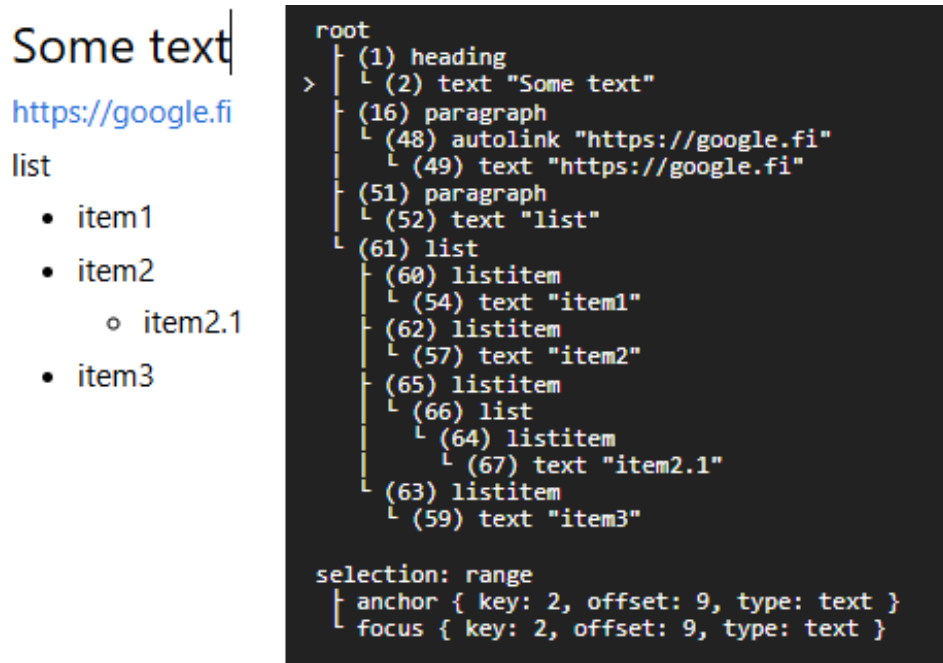 Some text
https://google.fi
list
• item1
• item2
◦ item2.1
• item3
root
├ (1) heading
> │ └ (2) text "Some text"
├ (16) paragraph
│ └ (48) autolink "https://google.fi"
│   └ (49) text "https://google.fi"
├ (51) paragraph
│ └ (52) text "list"
└ (61) list
  ├ (60) listitem
  │ └ (54) text "item1"
  ├ (62) listitem
  │ └ (57) text "item2"
  ├ (65) listitem
  │ └ (66) list
  │   └ (64) listitem
  │     └ (67) text "item2.1"
  └ (63) listitem
    └ (59) text "item3"
selection: range
├ anchor { key: 2, offset: 9, type: text }
└ focus { key: 2, offset: 9, type: text }